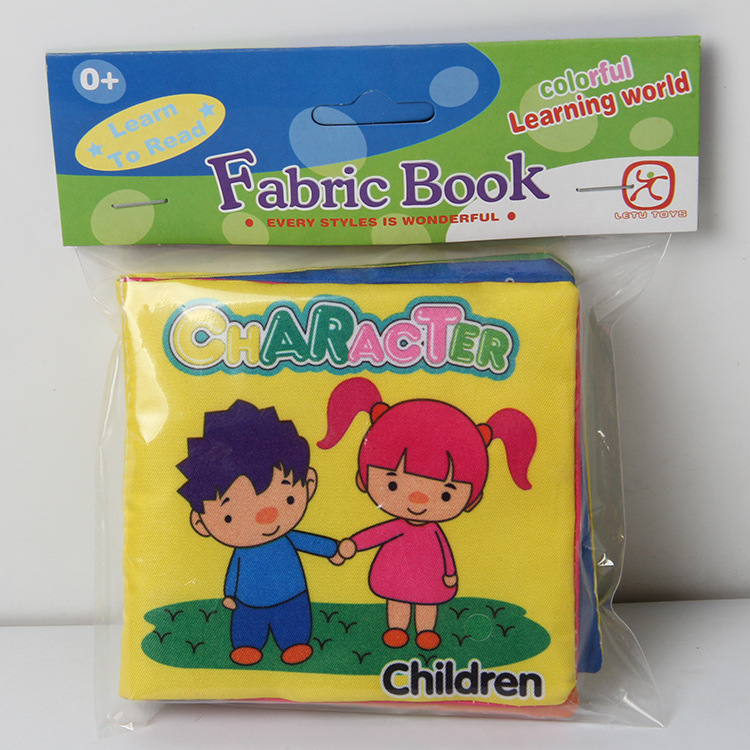 0+
Learn
To Read
colorful
Learning world
Fabric Book
• EVERY STYLES IS WONDERFUL •
LETU TOYS
CHARACTER
Children